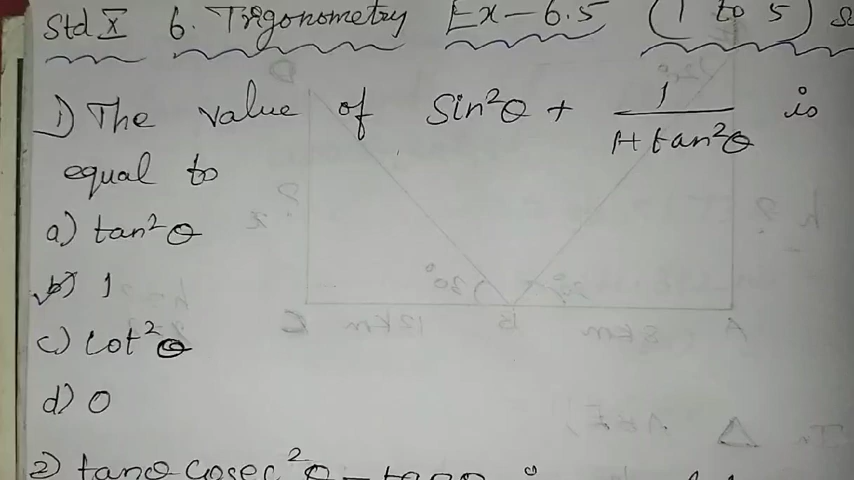 Std X 6. Trigonometry Ex-6.5 (1 to 5)
1) The value of Sin²θ + 1/1+tan²θ is
equal to
a) tan²θ
b) 1
c) cot²θ
d) 0
2) tanθ Cosec²θ - tanθ is